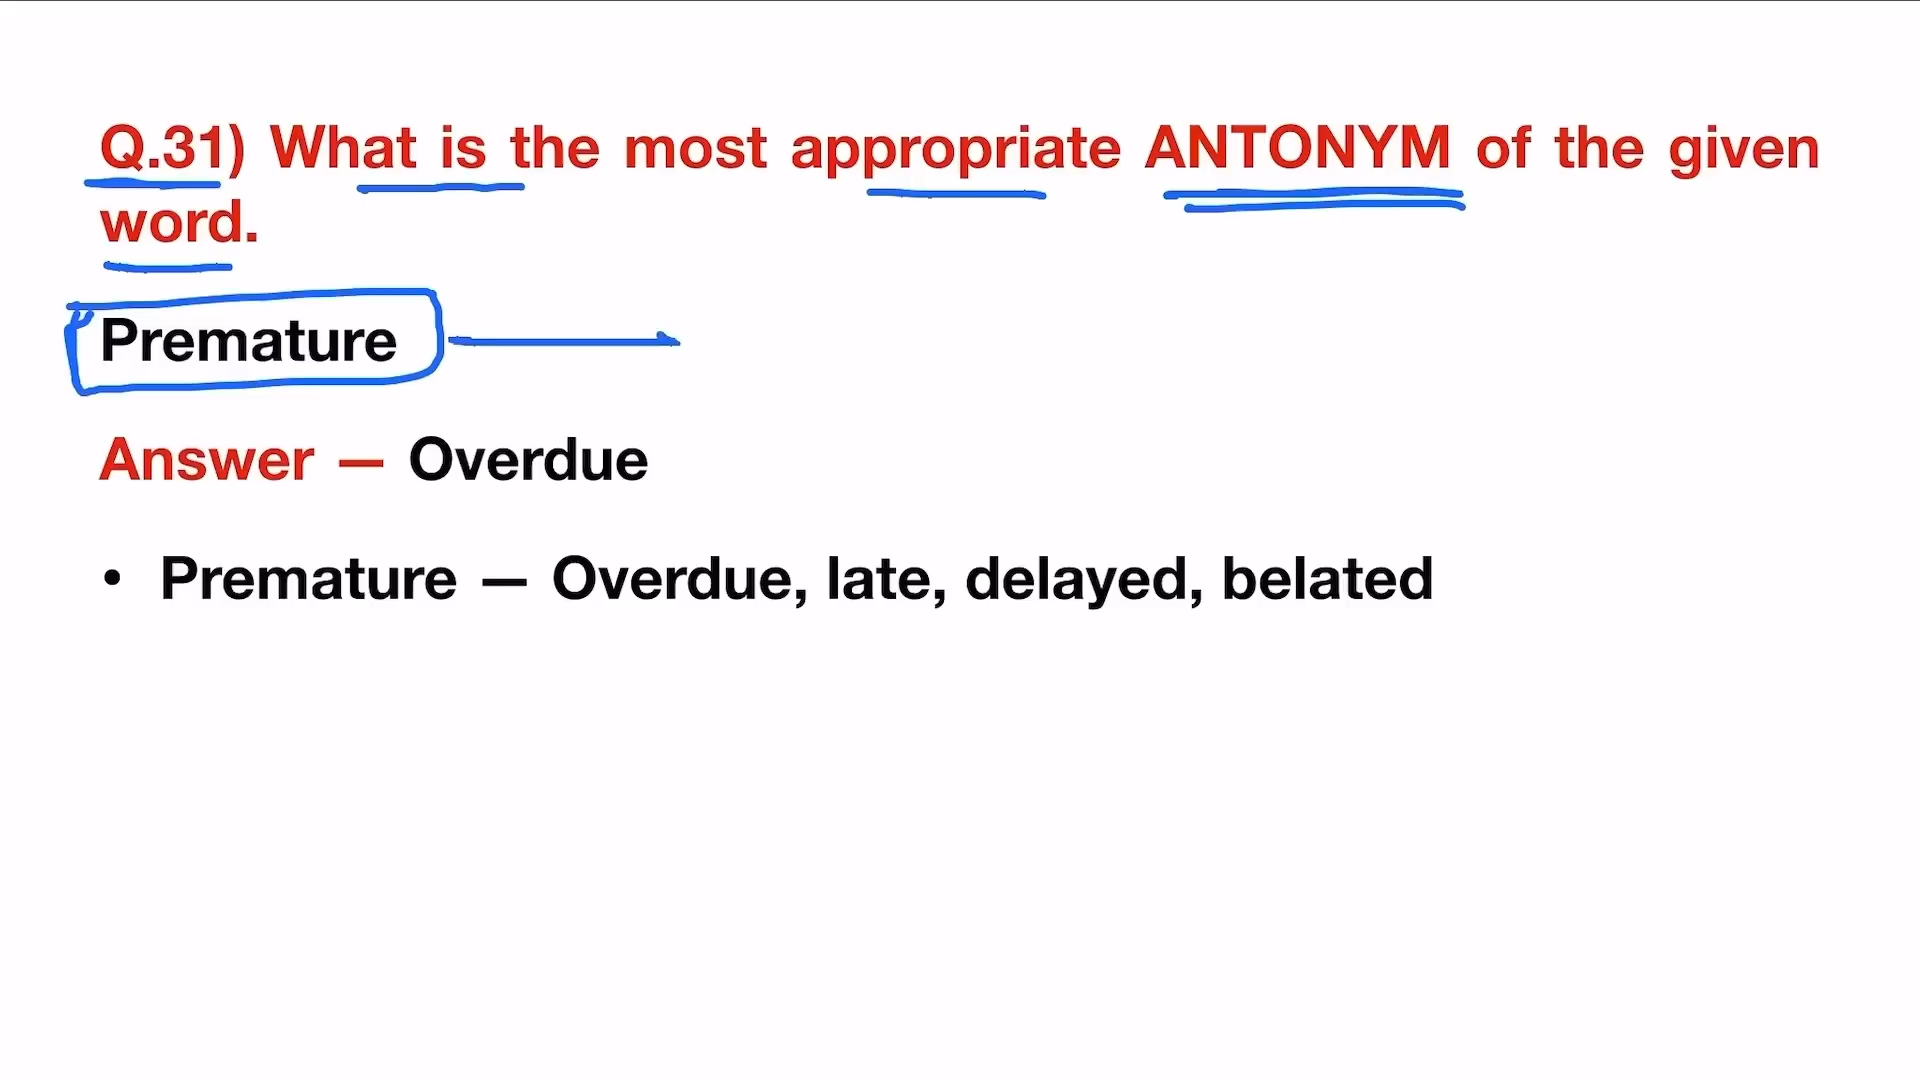 Q.31) What is the most appropriate ANTONYM of the given
word.
Premature
Answer — Overdue
• Premature — Overdue, late, delayed, belated